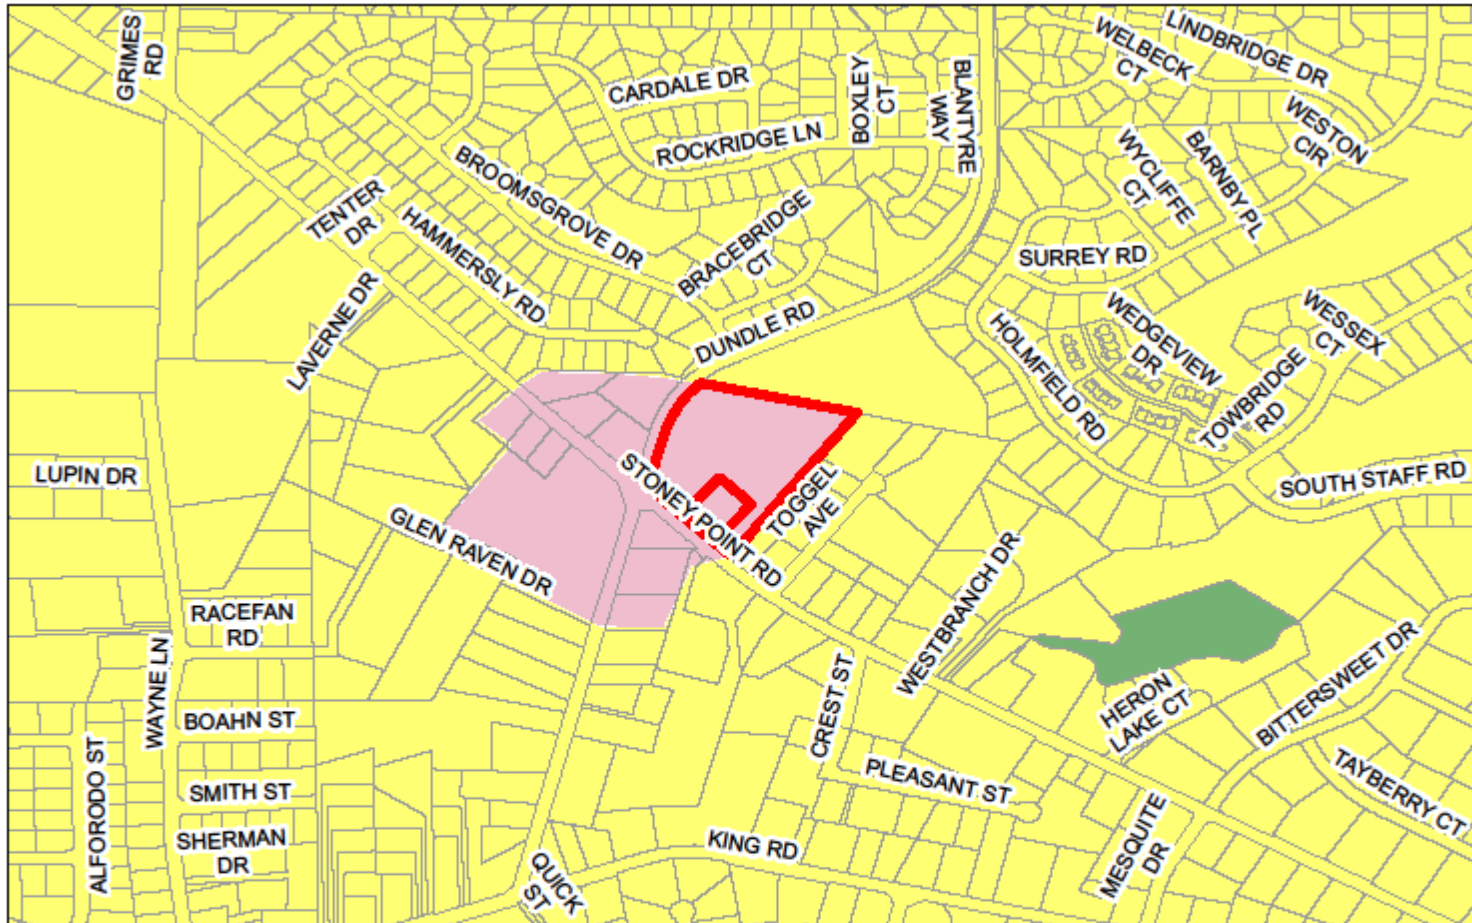 GRIMES
RD
CARDALE DR
BOXLEY
CT
BLANTYRE
WAY
WELBECK
CT
LINDBRIDGE DR
WESTON
CIR
ROCKRIDGE LN
BROOMSGROVE DR
WYCLIFFE
CT
BARNBY PL
TENTER
DR
HAMMERSLY RD
BRACEBRIDGE
CT
SURREY RD
LAVERNE DR
DUNDLE RD
HOLMFIELD RD
WEDGEVIEW
DR
WESSEX
CT
TOWBRIDGE
RD
LUPIN DR
STONEY POINT RD
TOGGEL
AVE
SOUTH STAFF RD
GLEN RAVEN DR
WESTBRANCH DR
RACEFAN
RD
WAYNE LN
BOAHN ST
CREST ST
HERON
LAKE CT
BITTERSWEET DR
ALFORODO ST
SMITH ST
PLEASANT ST
TAYBERRY CT
SHERMAN
DR
KING RD
MESQUITE
DR
QUICK
ST